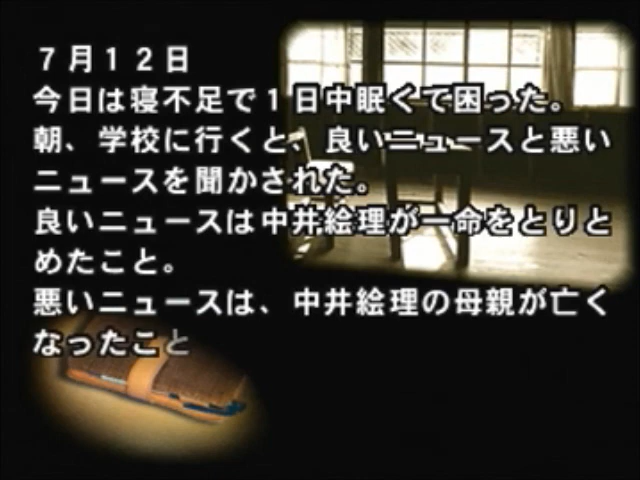 ７月１２日
今日は寝不足で１日中眠くて困った。
朝、学校に行くと、良いニュースと悪い
ニュースを聞かされた。
良いニュースは中井絵理が一命をとりと
めたこと。
悪いニュースは、中井絵理の母親が亡く
なったこと